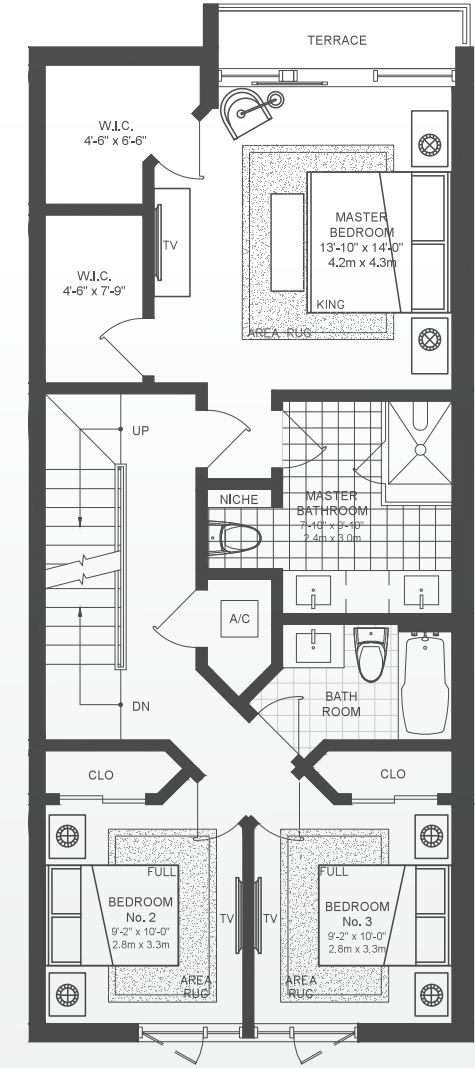 TERRACE
W.I.C.
4'-6" x 6'-6"
MASTER
BEDROOM
13'-10" x 14'-0"
4.2m x 4.3m
TV
W.I.C.
4'-6" x 7'-9"
KING
AREA RUG
UP
NICHE
MASTER
BATHROOM
7'-10" x 9'-10"
2.4m x 3.0m
A/C
DN
BATH
ROOM
CLO
CLO
FULL
FULL
BEDROOM
No. 2
9'-2" x 10'-0"
2.8m x 3.3m
TV
TV
BEDROOM
No. 3
9'-2" x 10'-0"
2.8m x 3.3m
AREA
RUG
AREA
RUG